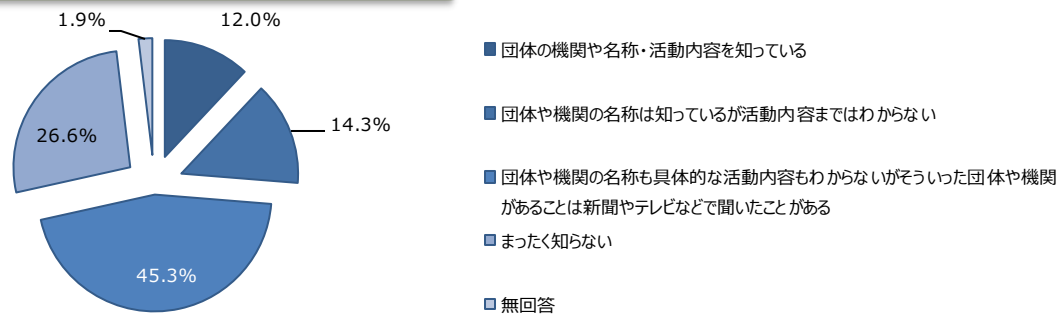 1.9%
12.0%
14.3%
26.6%
45.3%
団体の機関や名称・活動内容を知っている
団体や機関の名称は知っているが活動内容まではわからない
団体や機関の名称も具体的な活動内容もわからないがそういった団体や機関
があることは新聞やテレビなどで聞いたことがある
まったく知らない
無回答